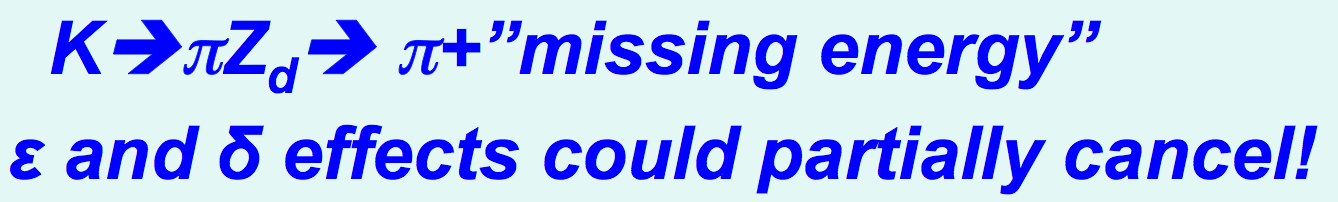 K➔πZd➔ π+”missing energy”
ε and δ effects could partially cancel!